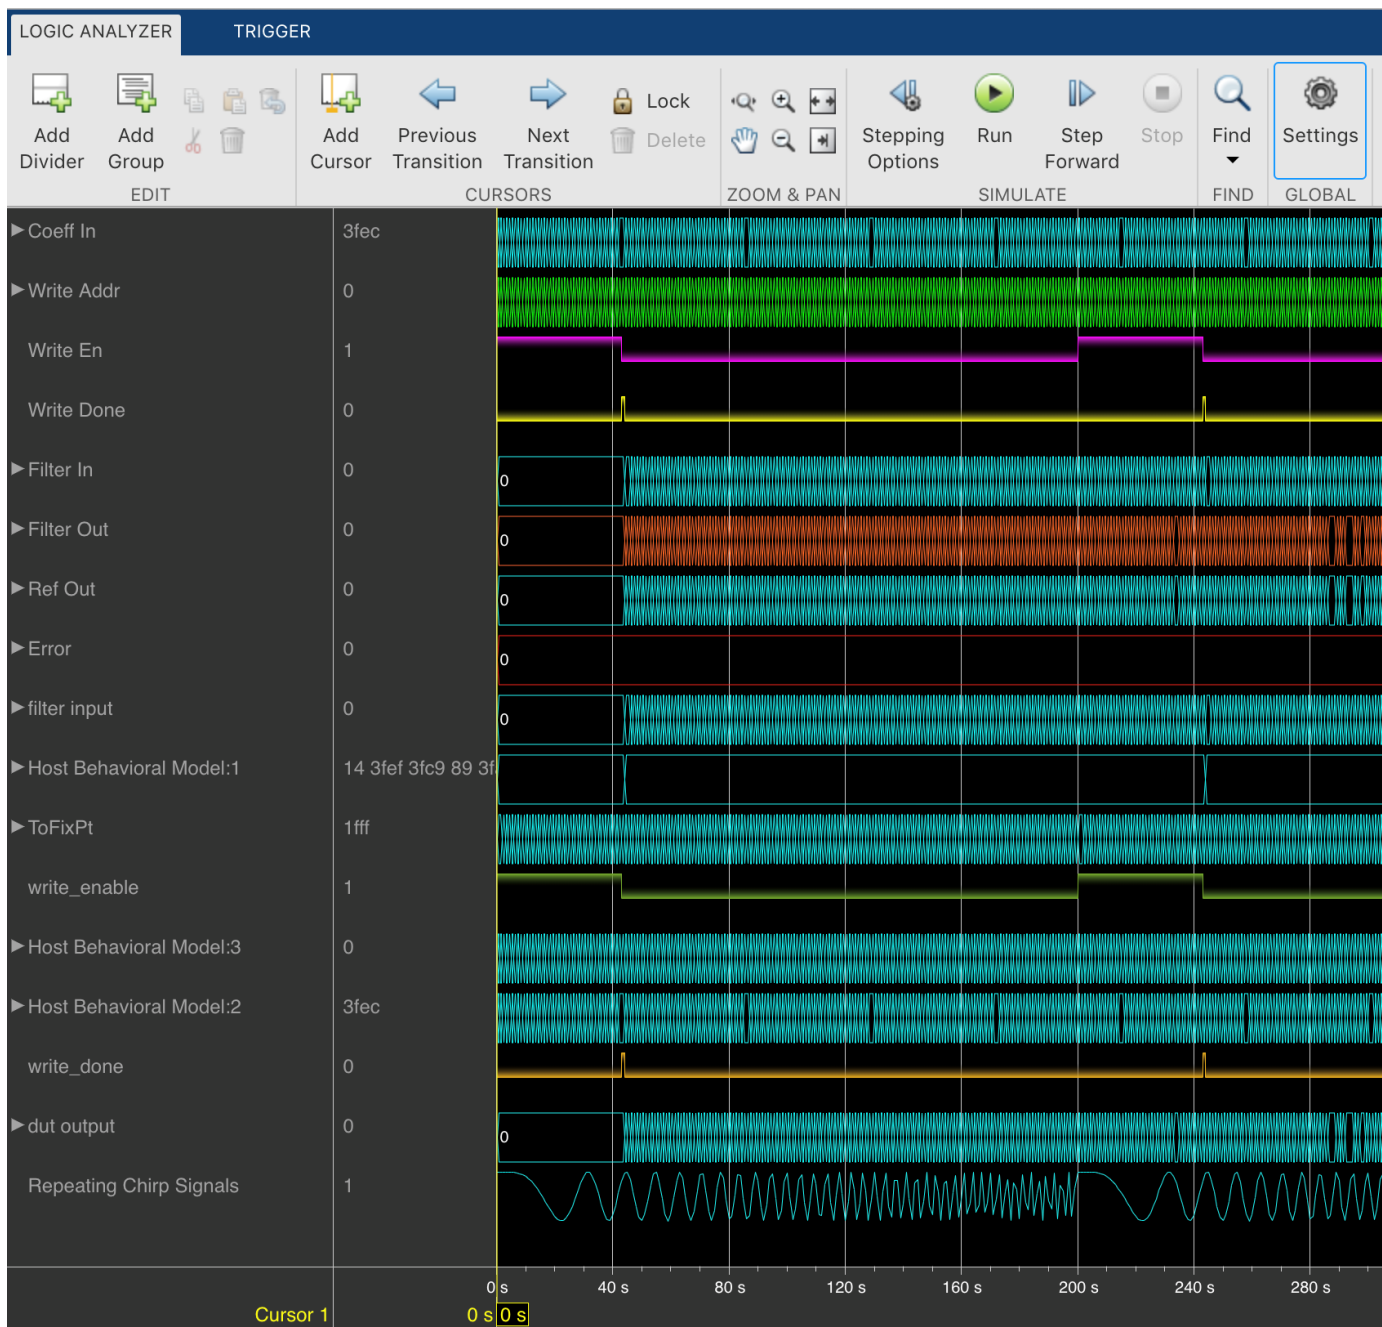 LOGIC ANALYZER TRIGGER
Add Divider
Add Group
EDIT
Add Cursor
Previous Transition
Next Transition
Lock
Delete
CURSORS
ZOOM & PAN
Stepping Options
Run
Step Forward
Stop
SIMULATE
Find
FIND
Settings
GLOBAL
Coeff In 3fec
Write Addr 0
Write En 1
Write Done 0
Filter In 0 0
Filter Out 0 0
Ref Out 0 0
Error 0 0
filter input 0 0
Host Behavioral Model:1 14 3fef 3fc9 89 3f
ToFixPt 1fff
write_enable 1
Host Behavioral Model:3 0
Host Behavioral Model:2 3fec
write_done 0
dut output 0 0
Repeating Chirp Signals 1
0 s 40 s 80 s 120 s 160 s 200 s 240 s 280 s
Cursor 1 0 s 0 s